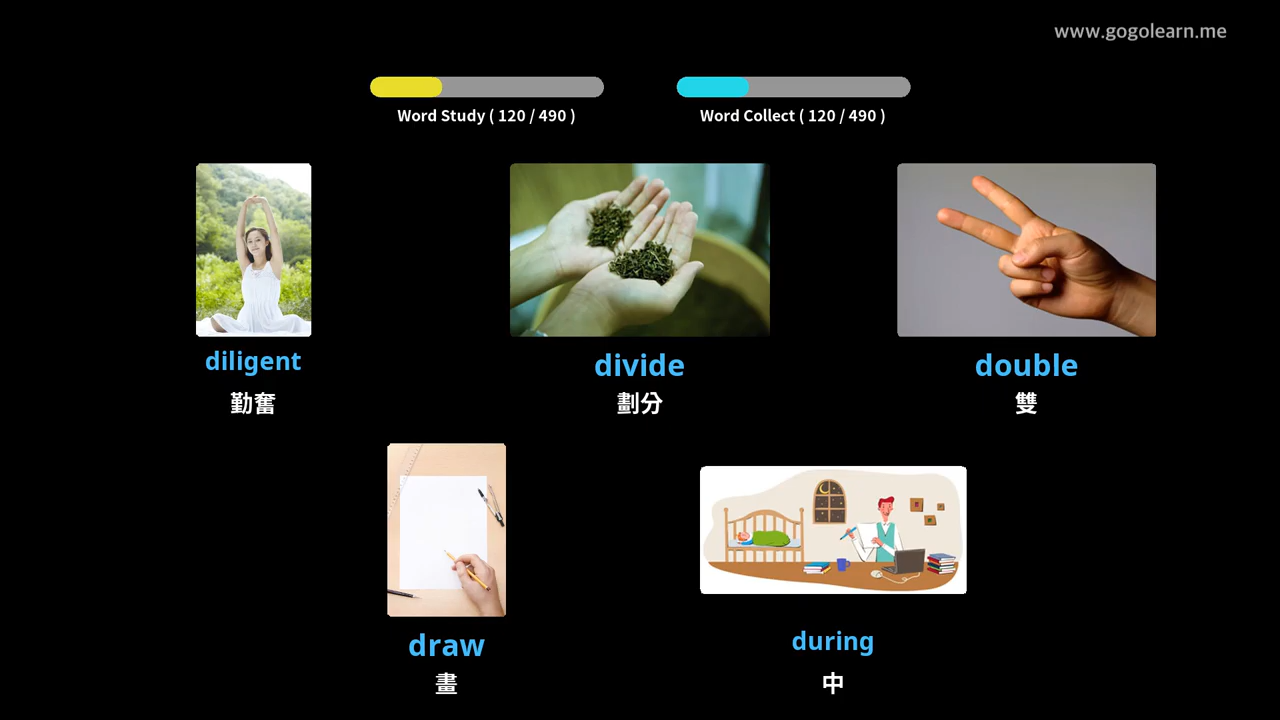 www.gogolearn.me
Word Study ( 120 / 490 )
Word Collect ( 120 / 490 )
diligent
勤奮
divide
劃分
double
雙
draw
畫
during
中